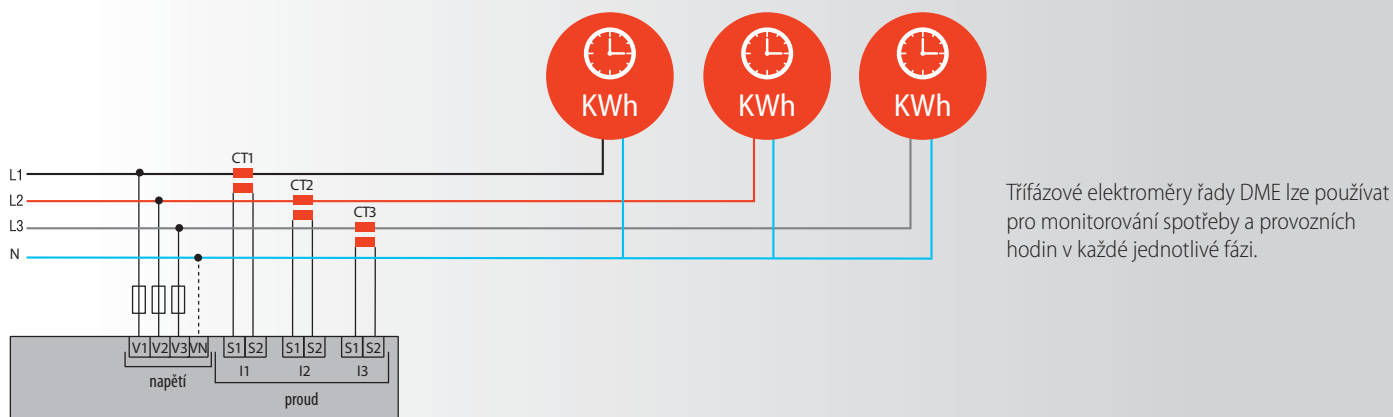 KWh KWh KWh
CT1
L1
CT2
L2
CT3
L3
N
Třífázové elektroměry řady DME lze používat
pro monitorování spotřeby a provozních
hodin v každé jednotlivé fázi.
V1 V2 V3 VN S1 S2 S1 S2 S1 S2
I1 I2 I3
napětí
proud